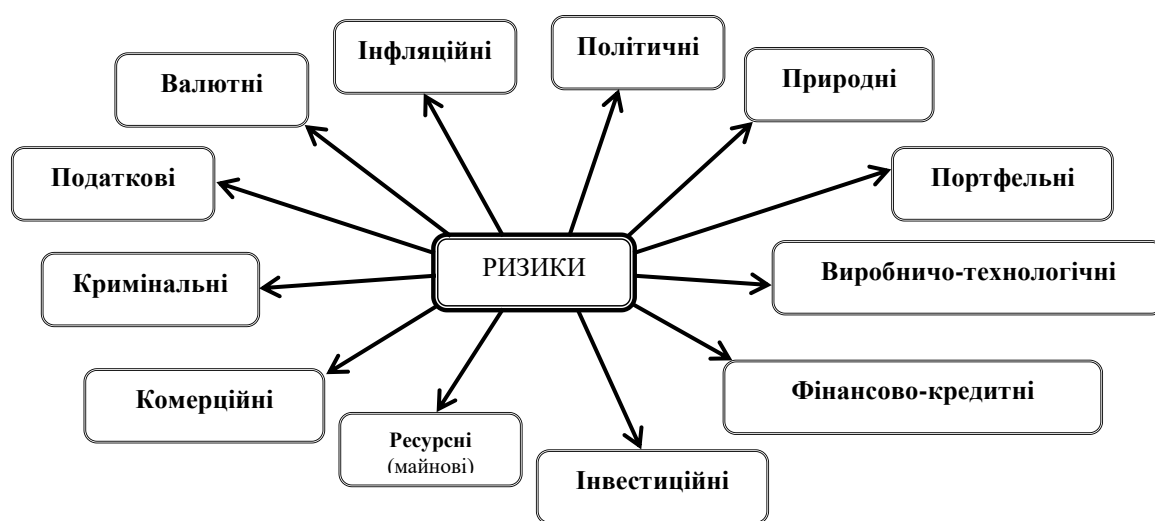 Інфляційні
Політичні
Валютні
Природні
Податкові
Портфельні
РИЗИКИ
Кримінальні
Виробничо-технологічні
Комерційні
Фінансово-кредитні
Ресурсні
(майнові)
Інвестиційні